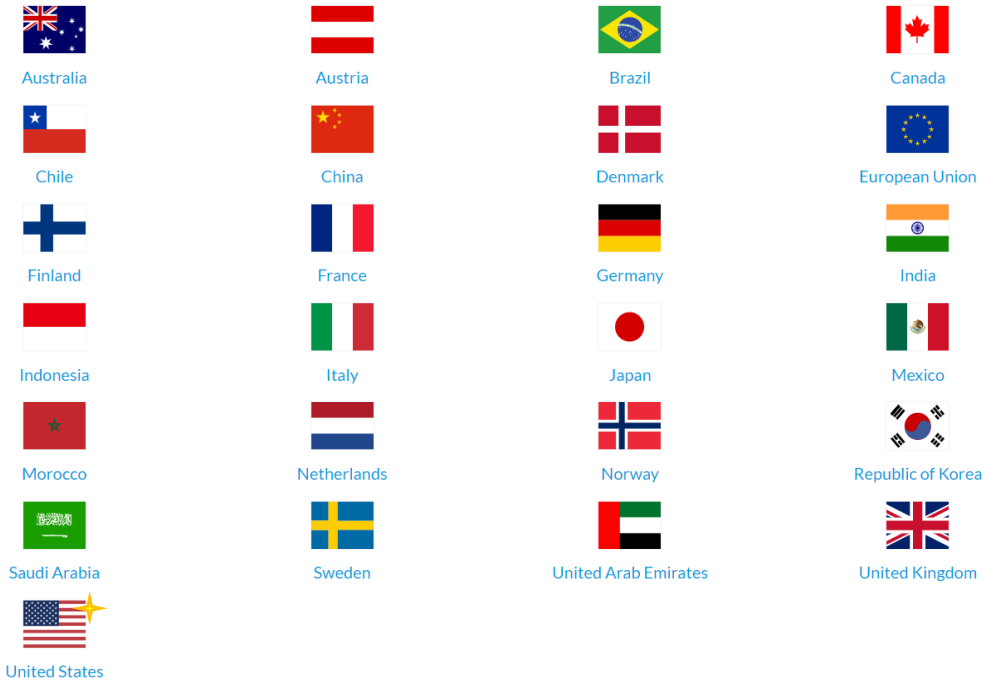 Australia
Austria
Brazil
Canada
Chile
China
Denmark
European Union
Finland
France
Germany
India
Indonesia
Italy
Japan
Mexico
Morocco
Netherlands
Norway
Republic of Korea
Saudi Arabia
Sweden
United Arab Emirates
United Kingdom
United States